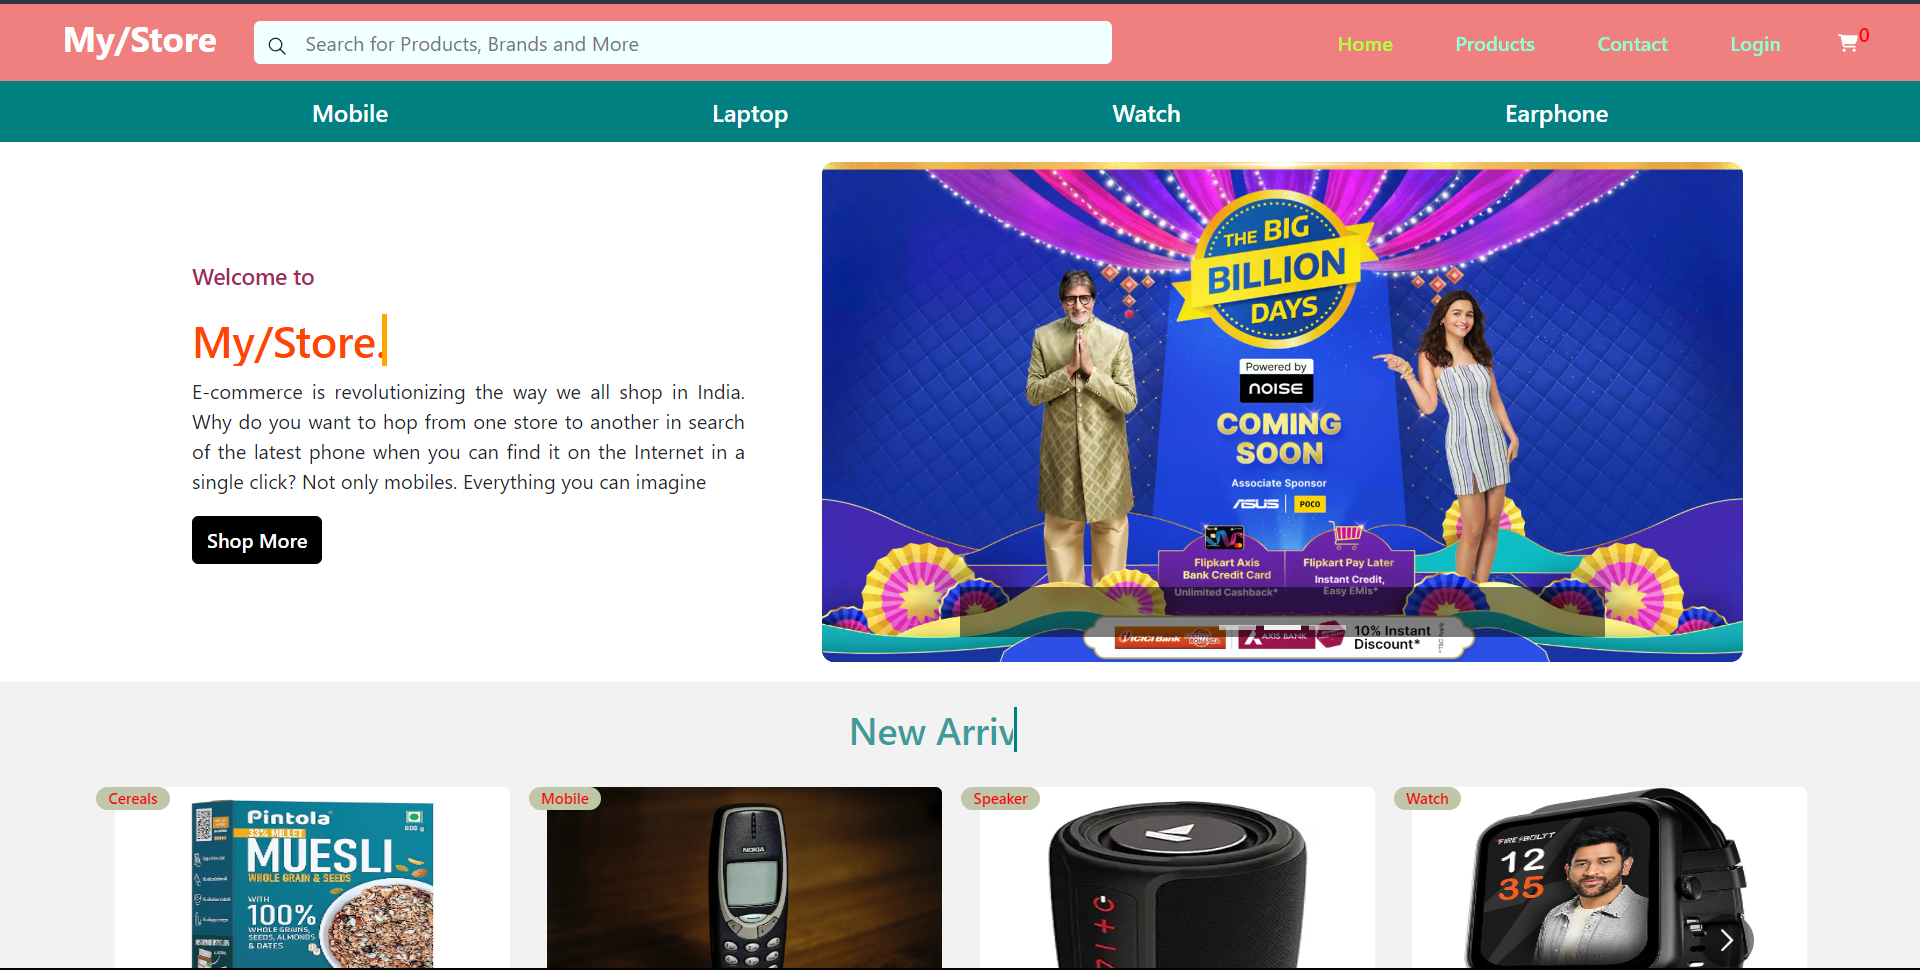 My/Store
Search for Products, Brands and More
Home
Products
Contact
Login
0
Mobile
Laptop
Watch
Earphone
Welcome to
My/Store.
E-commerce is revolutionizing the way we all shop in India.
Why do you want to hop from one store to another in search
of the latest phone when you can find it on the Internet in a
single click? Not only mobiles. Everything you can imagine
Shop More
THE BIG
BILLION
DAYS
Powered by
noise
COMING
SOON
Associate Sponsor
ASUS
POCO
Flipkart Axis
Bank Credit Card
Unlimited Cashback*
Flipkart Pay Later
Instant Credit,
Easy EMIs*
ICICI Bank
AXIS BANK
10% Instant
Discount*
New Arriv
Cereals
Pintola
800 g
33% MILLET
MUESLI
WHOLE GRAIN & SEEDS
WITH
100%
WHOLE GRAINS,
SEEDS, ALMONDS
& DATES
Mobile
NOKIA
Speaker
Watch
FIRE-BOLTT
12
35